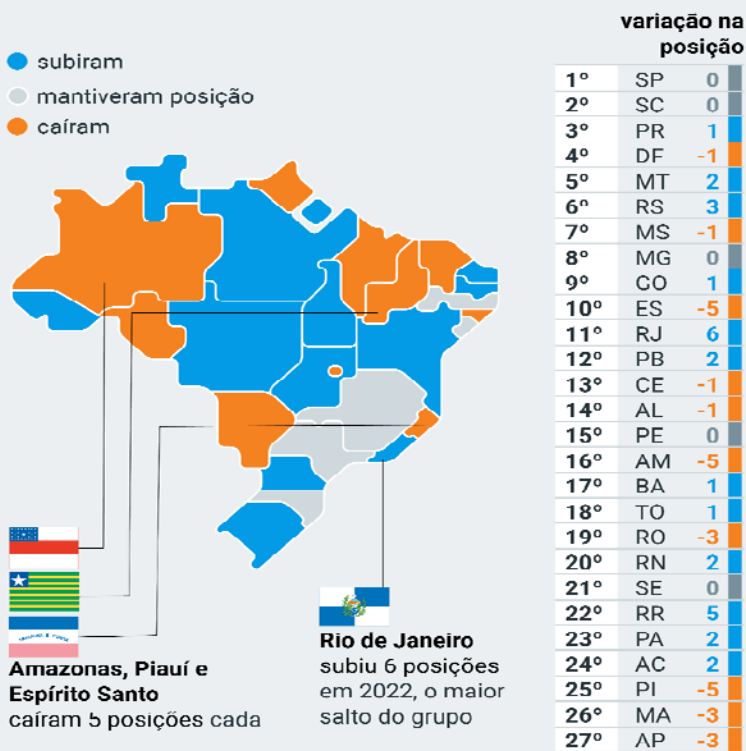 variação na
posição
subiram
mantiveram posição
caíram
1º SP 0
2º SC 0
3º PR 1
4º DF -1
5º MT 2
6º RS 3
7º MS -1
8º MG 0
9º GO 1
10º ES -5
11º RJ 6
12º PB 2
13º CE -1
14º AL -1
15º PE 0
16º AM -5
17º BA 1
18º TO 1
19º RO -3
20º RN 2
21º SE 0
22º RR 5
23º PA 2
24º AC 2
25º PI -5
26º MA -3
27º AP -3
Amazonas, Piauí e
Espírito Santo
caíram 5 posições cada
Rio de Janeiro
subiu 6 posições
em 2022, o maior
salto do grupo